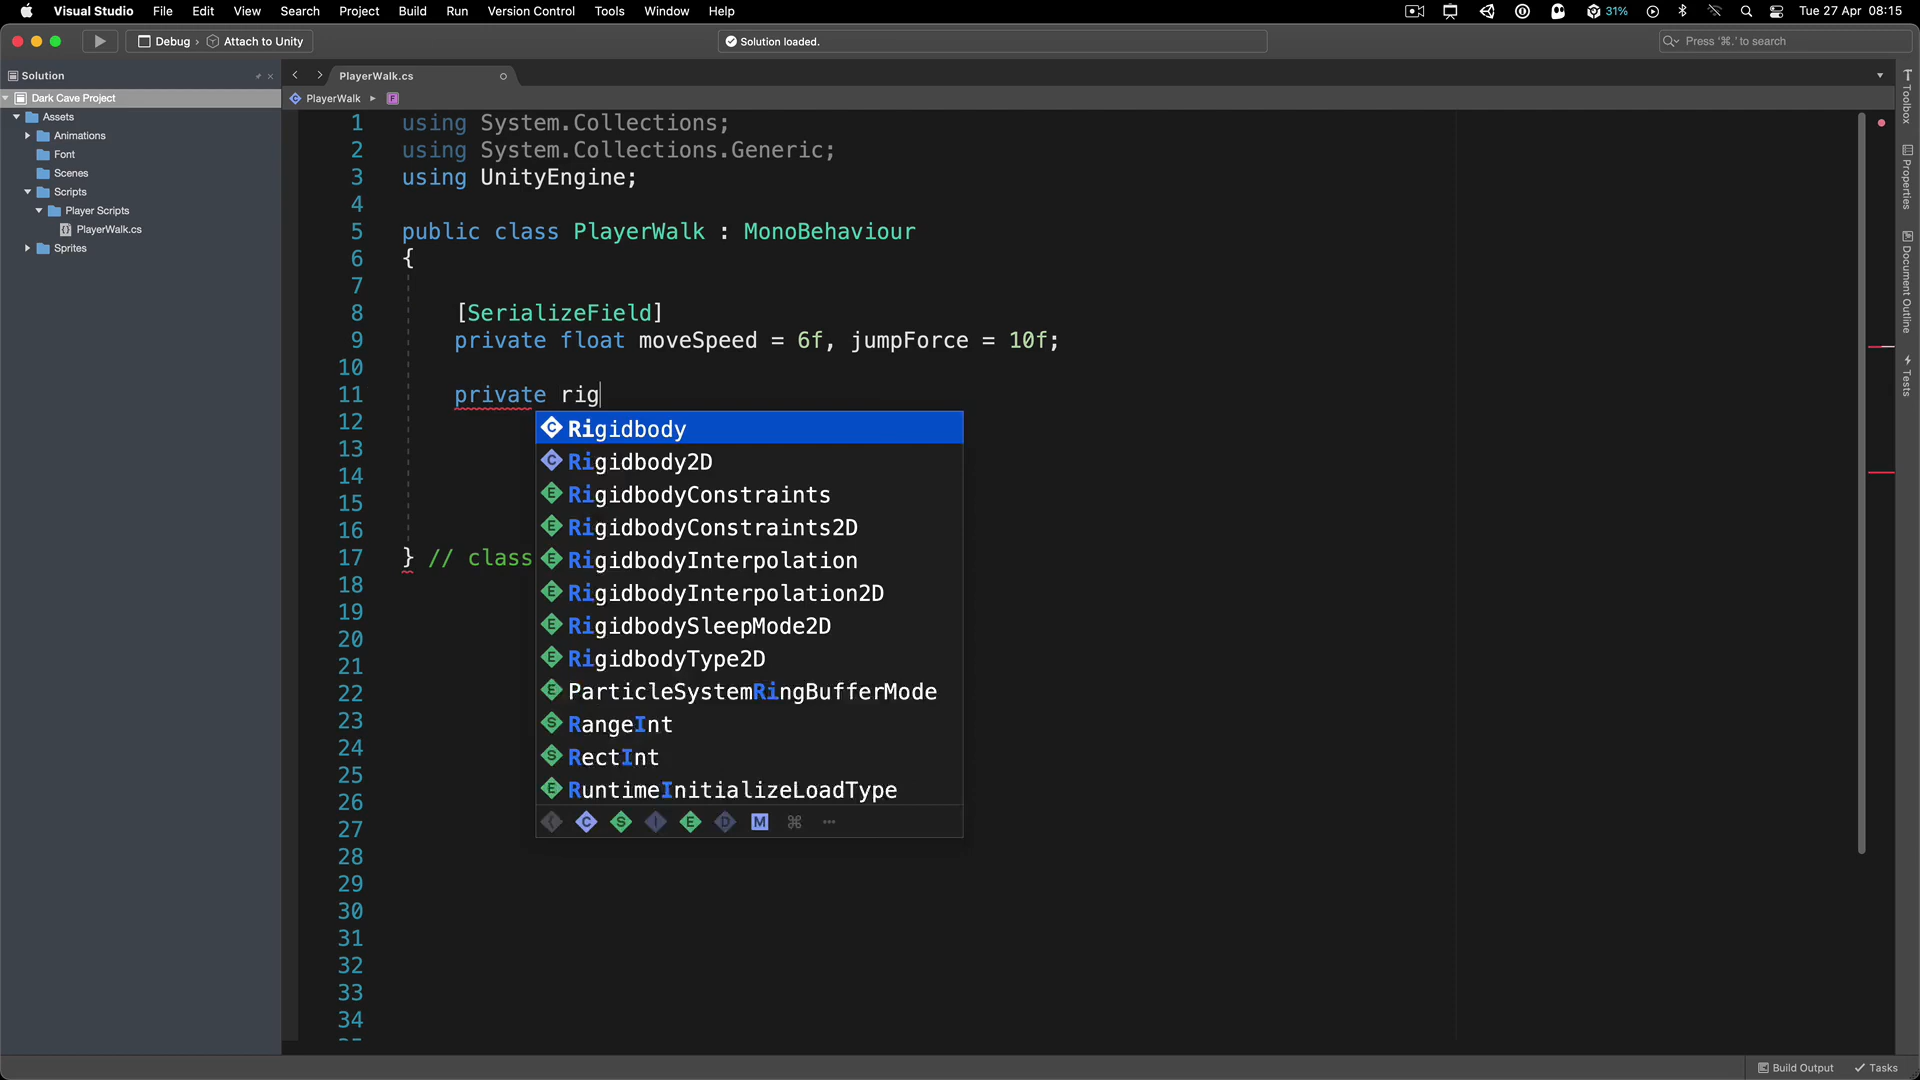 Visual Studio File Edit View Search Project Build Run Version Control Tools Window Help 31% Tue 27 Apr 08:15
Debug › Attach to Unity Solution loaded. Press '⌘.' to search
Solution PlayerWalk.cs
Dark Cave Project PlayerWalk
Assets
Animations
Font
Scenes
Scripts
Player Scripts
PlayerWalk.cs
Sprites
1 using System.Collections;
2 using System.Collections.Generic;
3 using UnityEngine;
4
5 public class PlayerWalk : MonoBehaviour
6 {
7
8 [SerializeField]
9 private float moveSpeed = 6f, jumpForce = 10f;
10
11 private rig
12
13
14
15
16
17 } // class
18
19
20
21
22
23
24
25
26
27
28
29
30
31
32
33
34
Rigidbody
Rigidbody2D
RigidbodyConstraints
RigidbodyConstraints2D
RigidbodyInterpolation
RigidbodyInterpolation2D
RigidbodySleepMode2D
RigidbodyType2D
ParticleSystemRingBufferMode
RangeInt
RectInt
RuntimeInitializeLoadType
C S I E D M ⌘ ···
Toolbox
Properties
Document Outline
Tests
Build Output Tasks